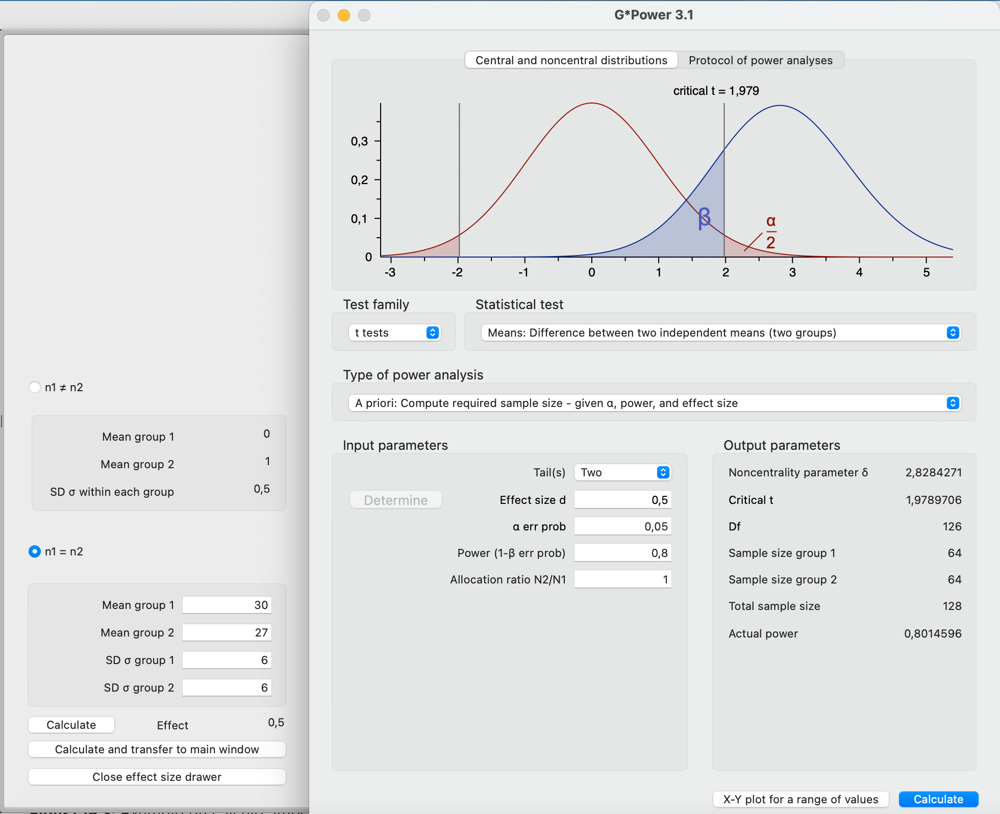 G*Power 3.1
Central and noncentral distributions
Protocol of power analyses
critical t = 1,979
0,3
0,2
0,1
0
β
α
2
-3
-2
-1
0
1
2
3
4
5
Test family
Statistical test
t tests
Means: Difference between two independent means (two groups)
Type of power analysis
A priori: Compute required sample size - given α, power, and effect size
n1 ≠ n2
Mean group 1 0
Mean group 2 1
SD σ within each group 0,5
n1 = n2
Mean group 1 30
Mean group 2 27
SD σ group 1 6
SD σ group 2 6
Calculate
Effect 0,5
Calculate and transfer to main window
Close effect size drawer
Input parameters
Tail(s) Two
Determine
Effect size d 0,5
α err prob 0,05
Power (1-β err prob) 0,8
Allocation ratio N2/N1 1
Output parameters
Noncentrality parameter δ 2,8284271
Critical t 1,9789706
Df 126
Sample size group 1 64
Sample size group 2 64
Total sample size 128
Actual power 0,8014596
X-Y plot for a range of values
Calculate